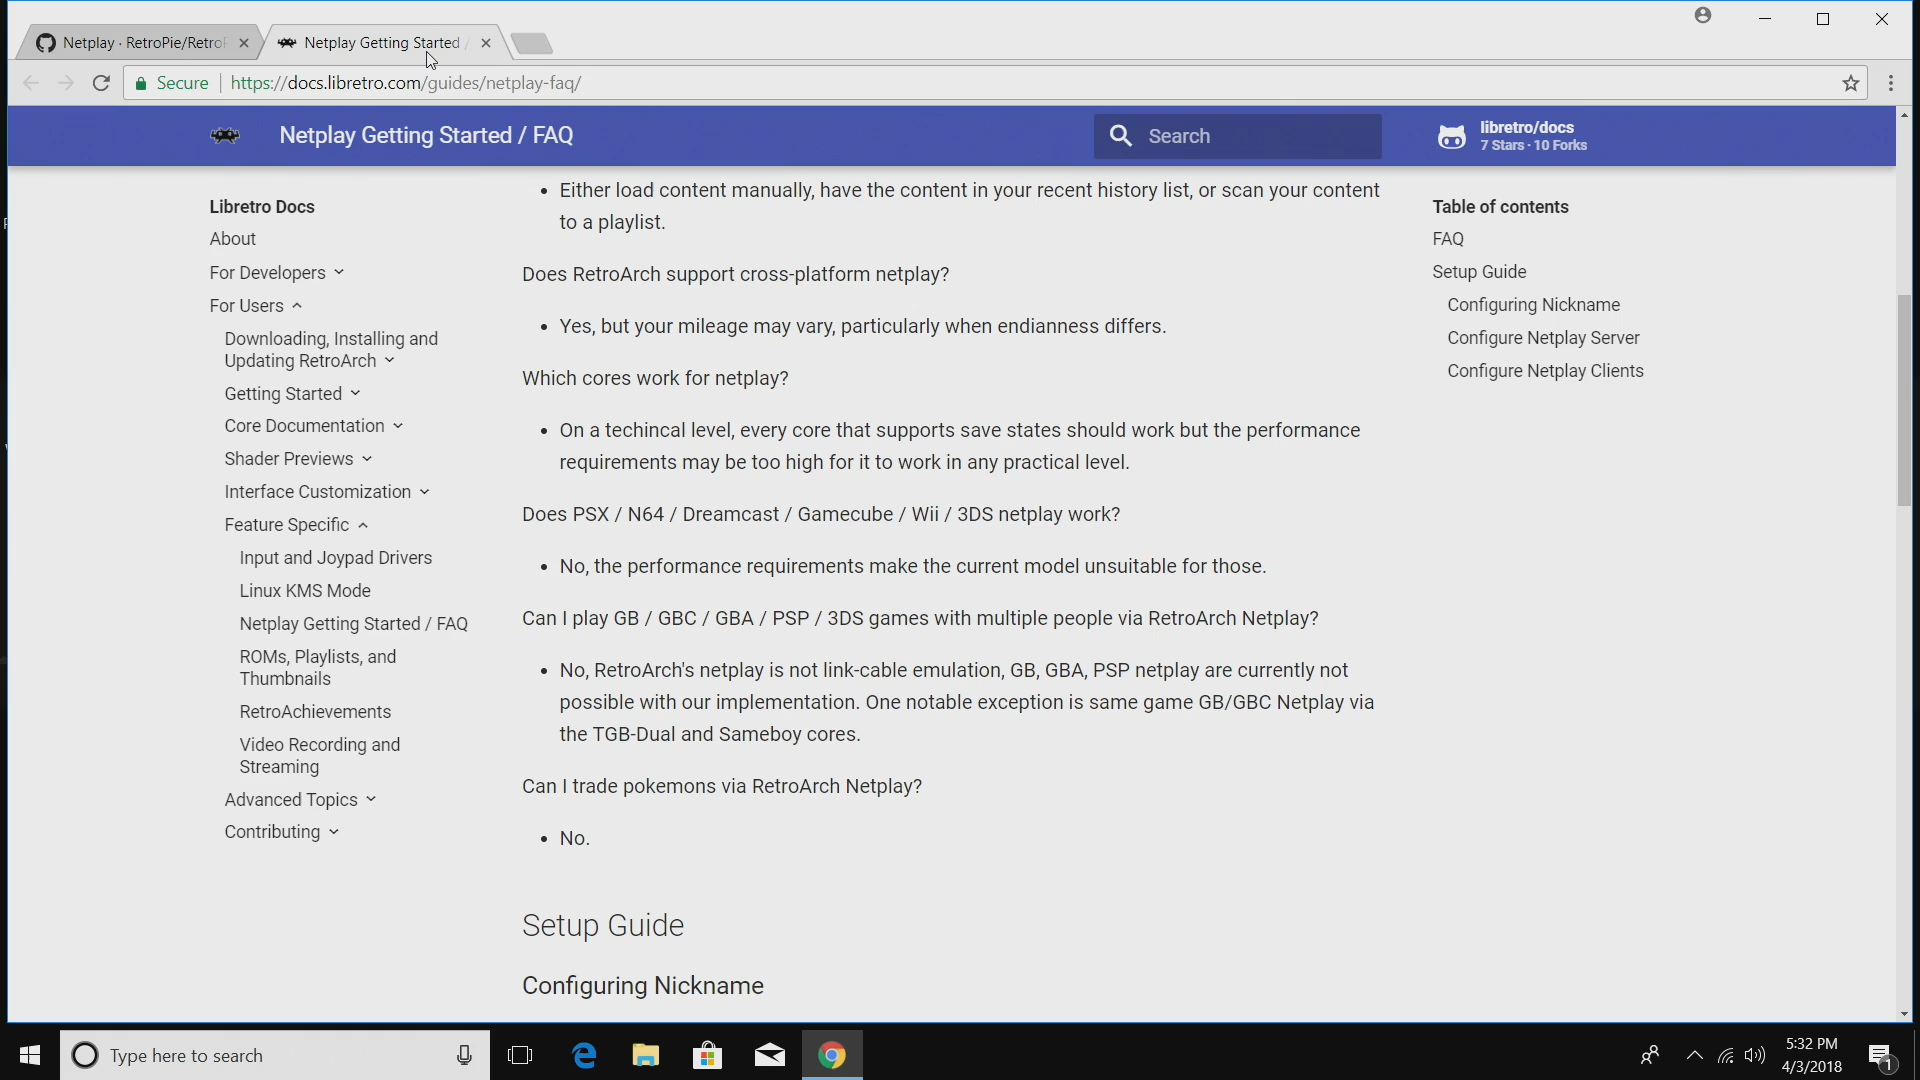 Netplay · RetroPie/Retro
Netplay Getting Started /
Secure
https://docs.libretro.com/guides/netplay-faq/
Netplay Getting Started / FAQ
Search
libretro/docs
7 Stars · 10 Forks
Libretro Docs
About
For Developers
For Users
Downloading, Installing and
Updating RetroArch
Getting Started
Core Documentation
Shader Previews
Interface Customization
Feature Specific
Input and Joypad Drivers
Linux KMS Mode
Netplay Getting Started / FAQ
ROMs, Playlists, and
Thumbnails
RetroAchievements
Video Recording and
Streaming
Advanced Topics
Contributing
• Either load content manually, have the content in your recent history list, or scan your content
to a playlist.
Does RetroArch support cross-platform netplay?
• Yes, but your mileage may vary, particularly when endianness differs.
Which cores work for netplay?
• On a techincal level, every core that supports save states should work but the performance
requirements may be too high for it to work in any practical level.
Does PSX / N64 / Dreamcast / Gamecube / Wii / 3DS netplay work?
• No, the performance requirements make the current model unsuitable for those.
Can I play GB / GBC / GBA / PSP / 3DS games with multiple people via RetroArch Netplay?
• No, RetroArch's netplay is not link-cable emulation, GB, GBA, PSP netplay are currently not
possible with our implementation. One notable exception is same game GB/GBC Netplay via
the TGB-Dual and Sameboy cores.
Can I trade pokemons via RetroArch Netplay?
• No.
Setup Guide
Configuring Nickname
Table of contents
FAQ
Setup Guide
Configuring Nickname
Configure Netplay Server
Configure Netplay Clients
Type here to search
5:32 PM
4/3/2018
1